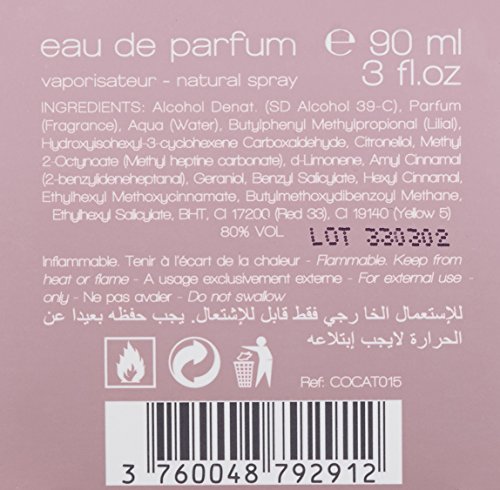 eau de parfum ℮ 90 ml
vaporisateur - natural spray 3 fl.oz
INGREDIENTS: Alcohol Denat. (SD Alcohol 39-C), Parfum
(Fragrance), Aqua (Water), Butylphenyl Methylpropional (Lilial),
Hydroxyisohexyl-3-cyclohexene Carboxaldehyde, Citronellol, Methyl
2-Octynoate (Methyl heptine carbonate), d-Limonene, Amyl Cinnamal
(2-benzylideneheptanal), Geraniol, Benzyl Salicylate, Hexyl Cinnamal,
Ethylhexyl Methoxycinnamate, Butylmethoxydibenzoyl Methane,
Ethylhexyl Salicylate, BHT, CI 17200 (Red 33), CI 19140 (Yellow 5)
80% VOL LOT 330302
Inflammable. Tenir à l'écart de la chaleur - Flammable. Keep from
heat or flame - A usage exclusivement externe - For external use
only - Ne pas avaler - Do not swallow
للإستعمال الخارجي فقط قابل للإشتعال. يجب حفظه بعيدا عن
الحرارة لايجب إبتلاعه
Ref: COCAT015
3 760048 792912